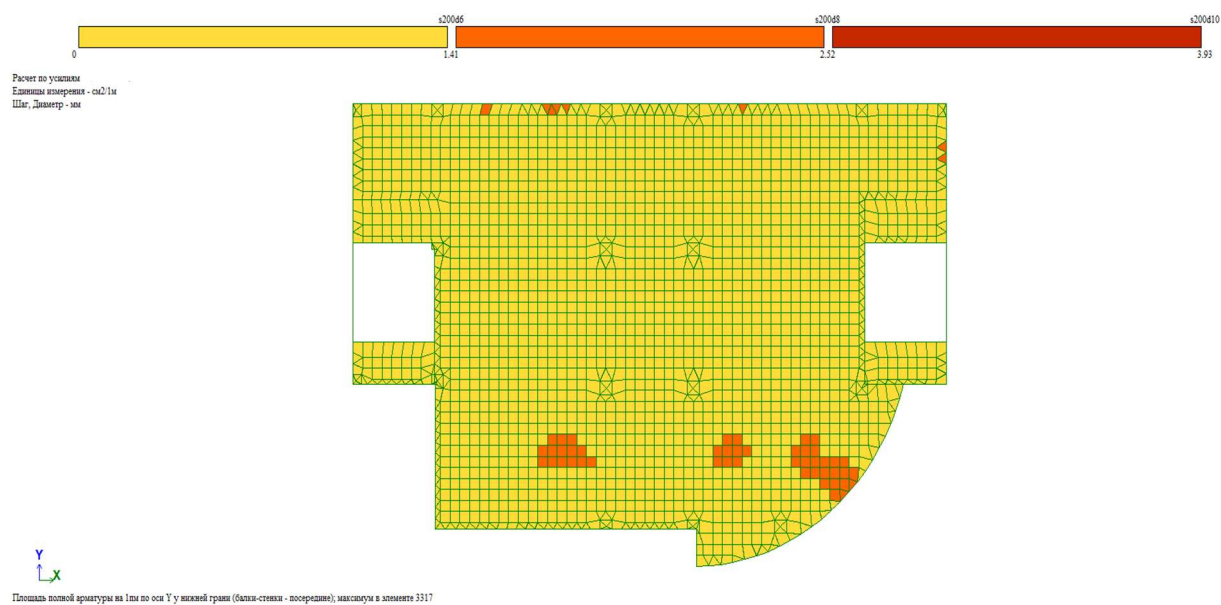 s200d6 s200d8 s200d10
0 1.41 2.52 3.93
Расчет по усилиям
Единицы измерения - см2/1м
Шаг, Диаметр - мм
Y
X
Площадь полной арматуры на 1пм по оси Y у нижней грани (балки-стенки - посередине); максимум в элементе 3317